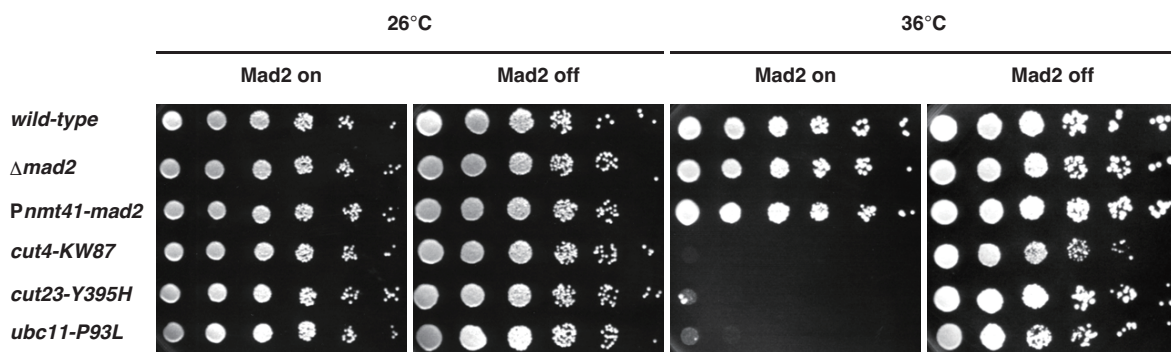 26°C 36°C
Mad2 on Mad2 off Mad2 on Mad2 off
wild-type
Δmad2
Pnmt41-mad2
cut4-KW87
cut23-Y395H
ubc11-P93L